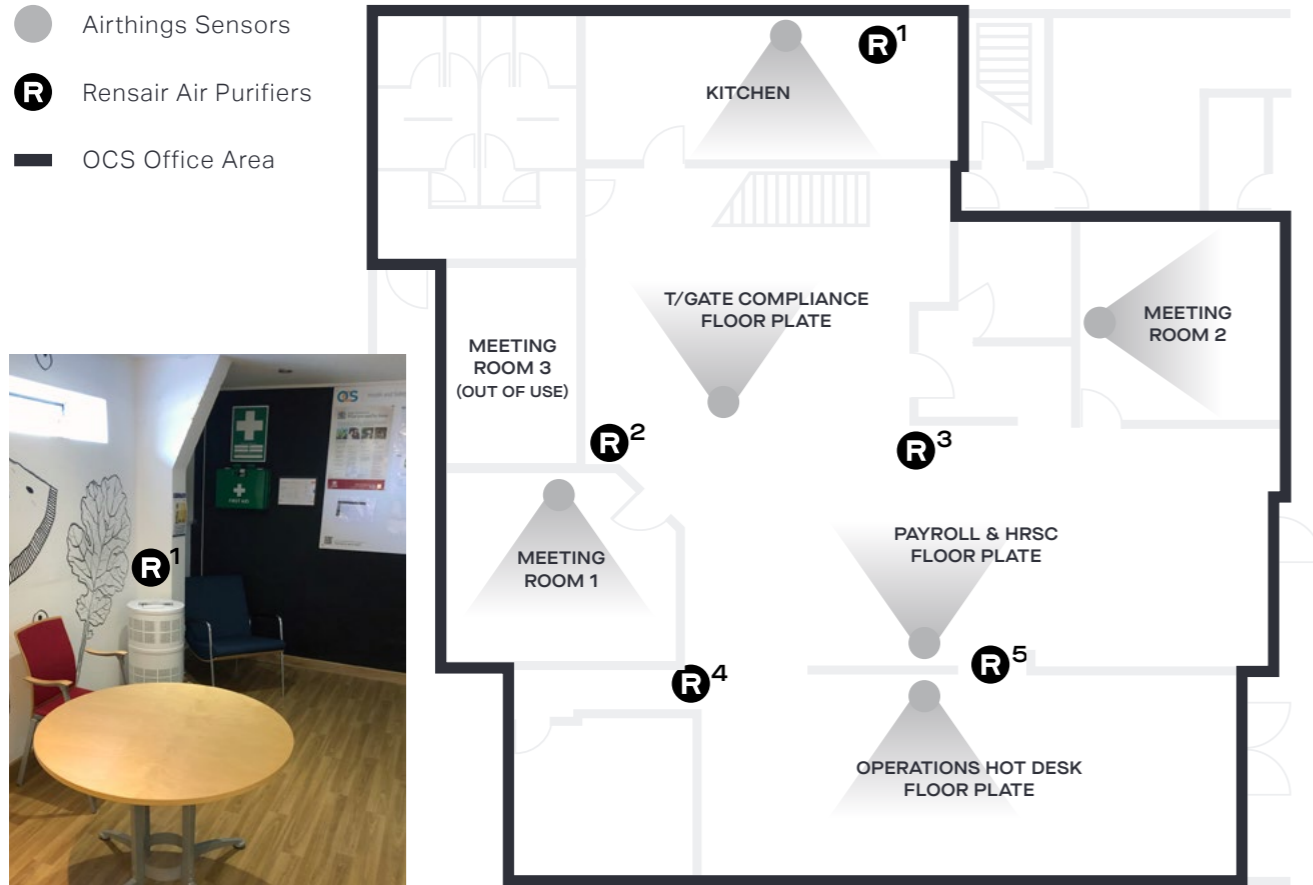 Airthings Sensors
R Rensair Air Purifiers
OCS Office Area
R1
KITCHEN
T/GATE COMPLIANCE
FLOOR PLATE
MEETING
ROOM 2
MEETING
ROOM 3
(OUT OF USE)
R2
R3
MEETING
ROOM 1
PAYROLL & HRSC
FLOOR PLATE
R4
R5
OPERATIONS HOT DESK
FLOOR PLATE
R1
FIRST AID